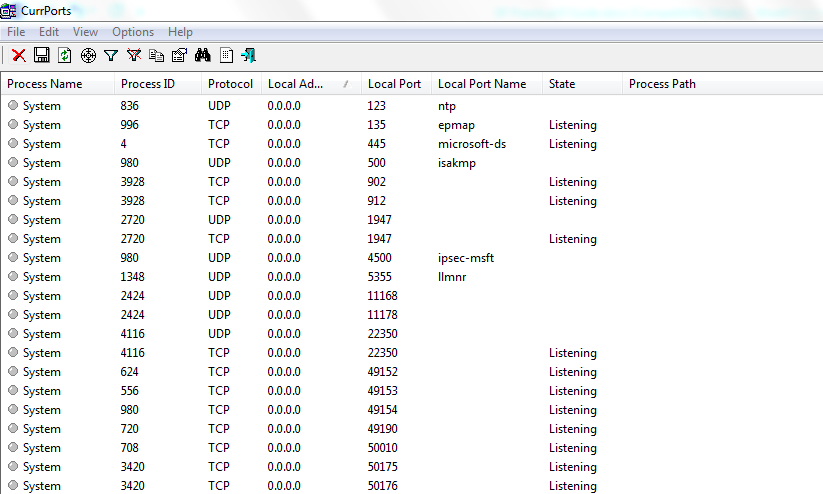 CurrPorts
File Edit View Options Help
Process Name Process ID Protocol Local Ad... / Local Port Local Port Name State Process Path
System 836 UDP 0.0.0.0 123 ntp
System 996 TCP 0.0.0.0 135 epmap Listening
System 4 TCP 0.0.0.0 445 microsoft-ds Listening
System 980 UDP 0.0.0.0 500 isakmp
System 3928 TCP 0.0.0.0 902 Listening
System 3928 TCP 0.0.0.0 912 Listening
System 2720 UDP 0.0.0.0 1947
System 2720 TCP 0.0.0.0 1947 Listening
System 980 UDP 0.0.0.0 4500 ipsec-msft
System 1348 UDP 0.0.0.0 5355 llmnr
System 2424 UDP 0.0.0.0 11168
System 2424 UDP 0.0.0.0 11178
System 4116 UDP 0.0.0.0 22350
System 4116 TCP 0.0.0.0 22350 Listening
System 624 TCP 0.0.0.0 49152 Listening
System 556 TCP 0.0.0.0 49153 Listening
System 980 TCP 0.0.0.0 49154 Listening
System 720 TCP 0.0.0.0 49190 Listening
System 708 TCP 0.0.0.0 50010 Listening
System 3420 TCP 0.0.0.0 50175 Listening
System 3420 TCP 0.0.0.0 50176 Listening